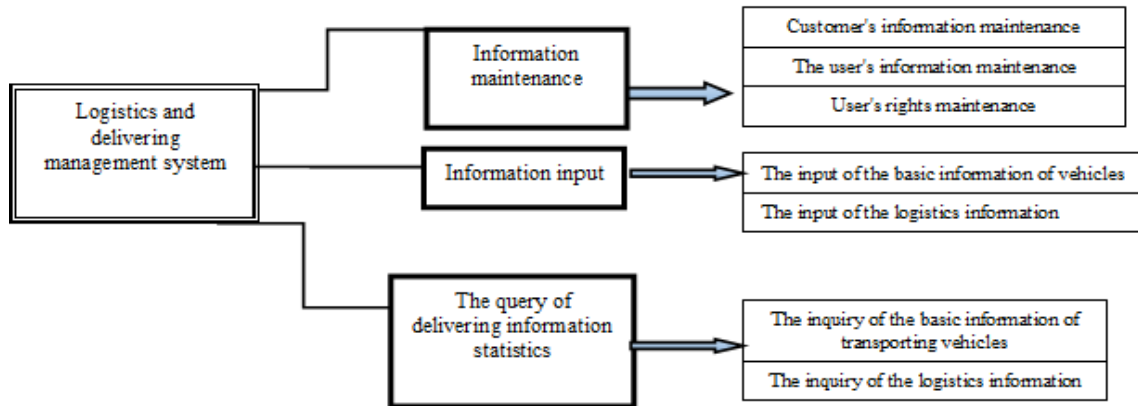 Logistics and
delivering
management system
Information
maintenance
Customer's information maintenance
The user's information maintenance
User's rights maintenance
Information input
The input of the basic information of vehicles
The input of the logistics information
The query of
delivering information
statistics
The inquiry of the basic information of
transporting vehicles
The inquiry of the logistics information